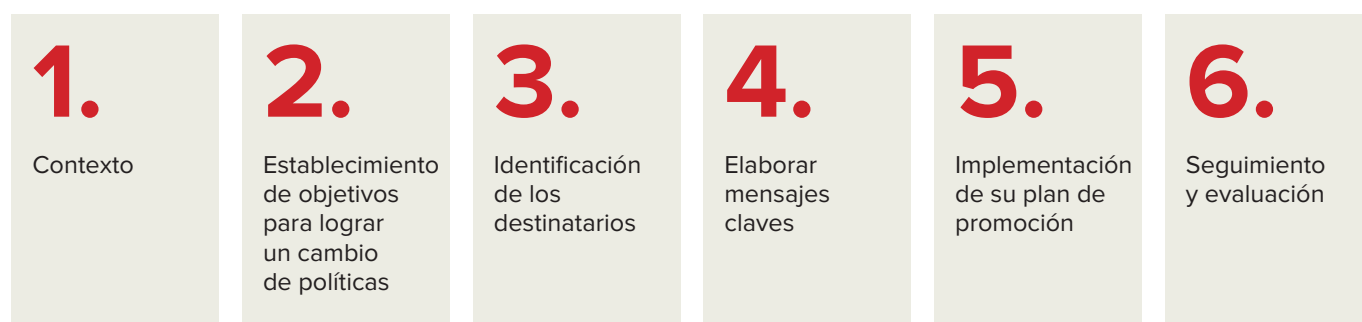 1.
Contexto
2.
Establecimiento
de objetivos
para lograr
un cambio
de políticas
3.
Identificación
de los
destinatarios
4.
Elaborar
mensajes
claves
5.
Implementación
de su plan de
promoción
6.
Seguimiento
y evaluación